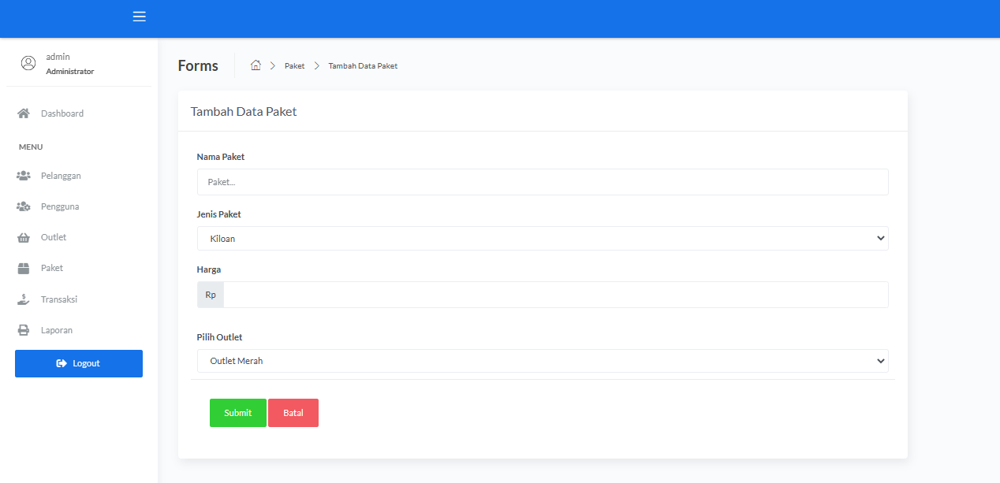 admin
Administrator
Dashboard
MENU
Pelanggan
Pengguna
Outlet
Paket
Transaksi
Laporan
Logout
Forms
Paket
Tambah Data Paket
Tambah Data Paket
Nama Paket
Paket...
Jenis Paket
Kiloan
Harga
Rp
Pilih Outlet
Outlet Merah
Submit
Batal